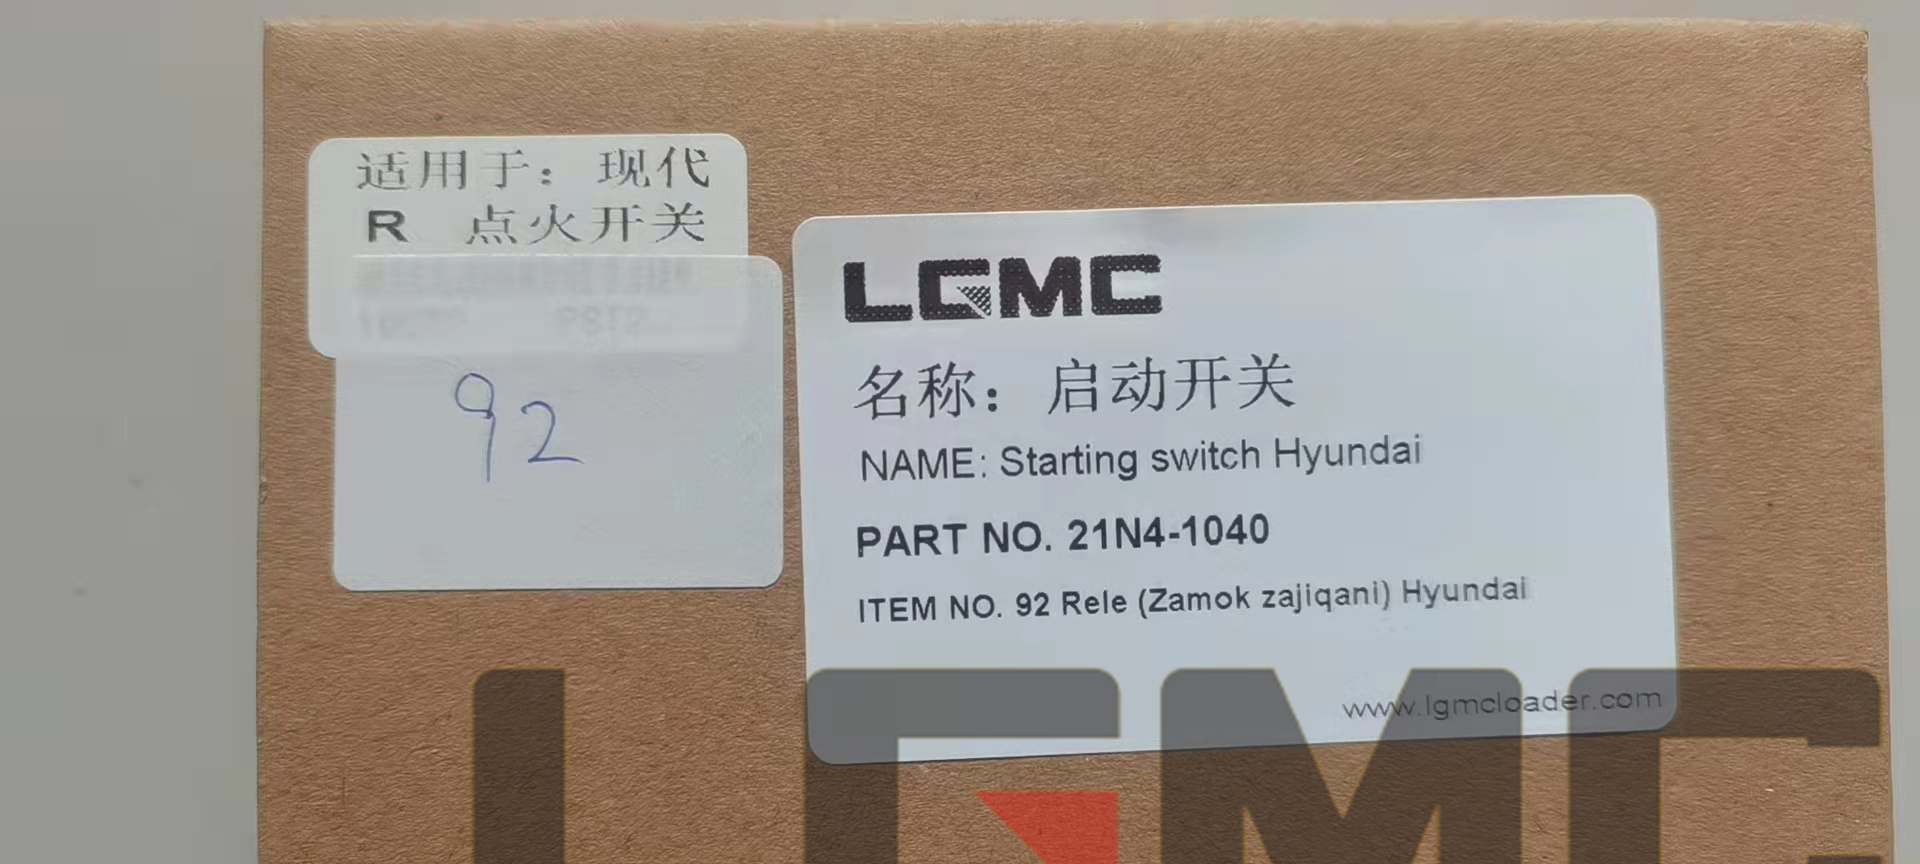 适用于：现代
R 点火开关
92
LGMC
名称：启动开关
NAME: Starting switch Hyundai
PART NO. 21N4-1040
ITEM NO. 92 Rele (Zamok zajiqani) Hyundai
www.lgmcloader.com
LGMC